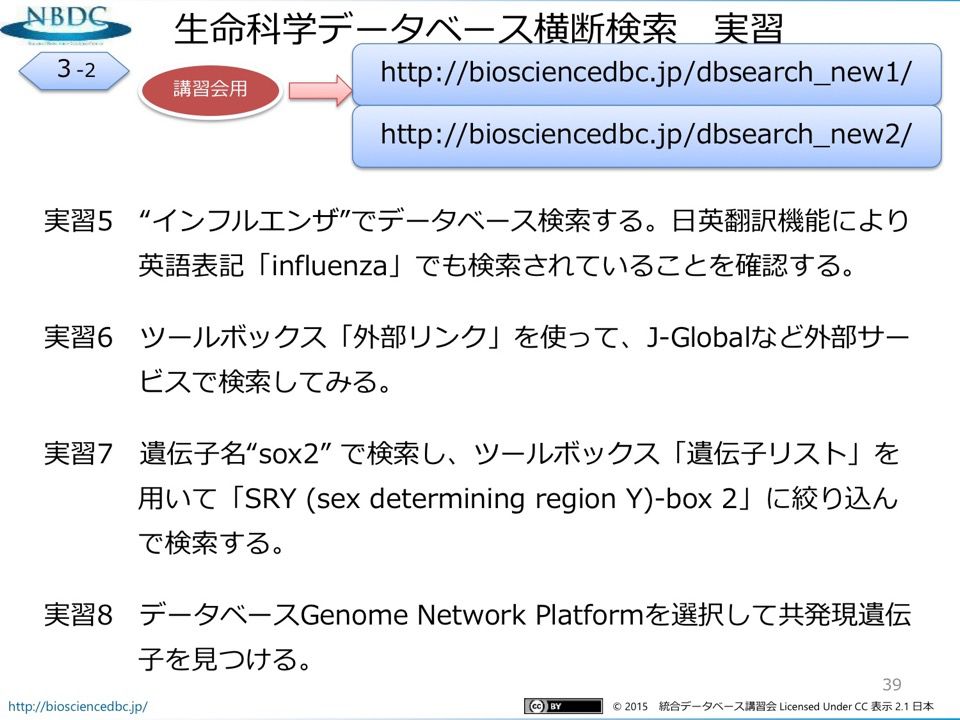 NBDC
生命科学データベース横断検索　実習
3 -2
講習会用
http://biosciencedbc.jp/dbsearch_new1/
http://biosciencedbc.jp/dbsearch_new2/
実習5　“インフルエンザ”でデータベース検索する。日英翻訳機能により
英語表記「influenza」でも検索されていることを確認する。
実習6　ツールボックス「外部リンク」を使って、J-Globalなど外部サー
ビスで検索してみる。
実習7　遺伝子名“sox2” で検索し、ツールボックス「遺伝子リスト」を
用いて「SRY (sex determining region Y)-box 2」に絞り込ん
で検索する。
実習8　データベースGenome Network Platformを選択して共発現遺伝
子を見つける。
39
http://biosciencedbc.jp/
cc BY
© 2015　統合データベース講習会 Licensed Under CC 表示 2.1 日本